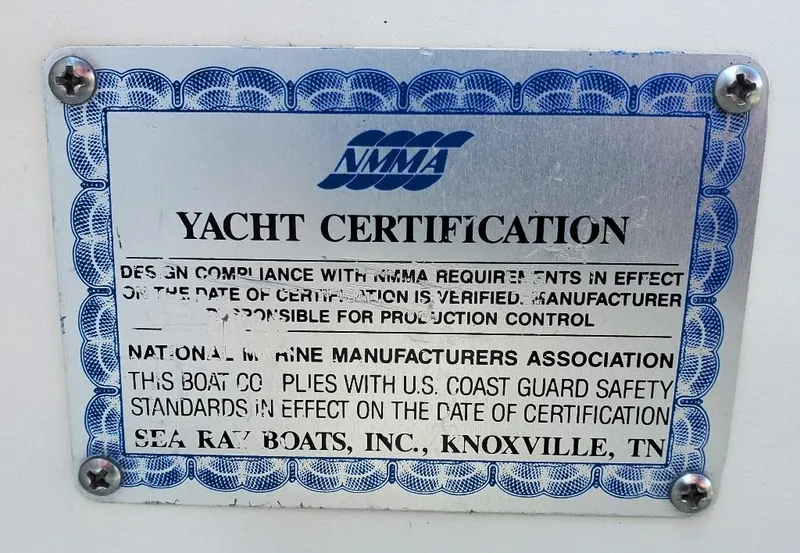 NMMA
YACHT CERTIFICATION
DESIGN COMPLIANCE WITH NMMA REQUIREMENTS IN EFFECT
ON THE DATE OF CERTIFICATION IS VERIFIED. MANUFACTURER
RESPONSIBLE FOR PRODUCTION CONTROL
NATIONAL MARINE MANUFACTURERS ASSOCIATION
THIS BOAT COMPLIES WITH U.S. COAST GUARD SAFETY
STANDARDS IN EFFECT ON THE DATE OF CERTIFICATION
SEA RAY BOATS, INC., KNOXVILLE, TN